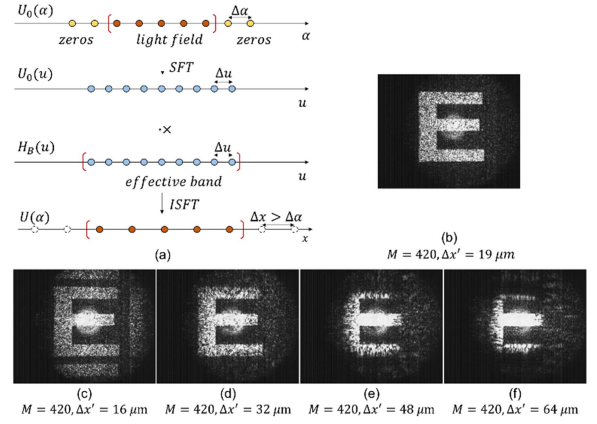 U₀(α)
Δα
zeros
light field
zeros
α
SFT
U₀(u)
Δu
u
·×
H_B(u)
Δu
effective band
u
ISFT
U(α)
Δx > Δα
x
(a)
E
(b)
M = 420, Δx′ = 19 μm
E
E
E
E
(c)
(d)
(e)
(f)
M = 420, Δx′ = 16 μm
M = 420, Δx′ = 32 μm
M = 420, Δx′ = 48 μm
M = 420, Δx′ = 64 μm